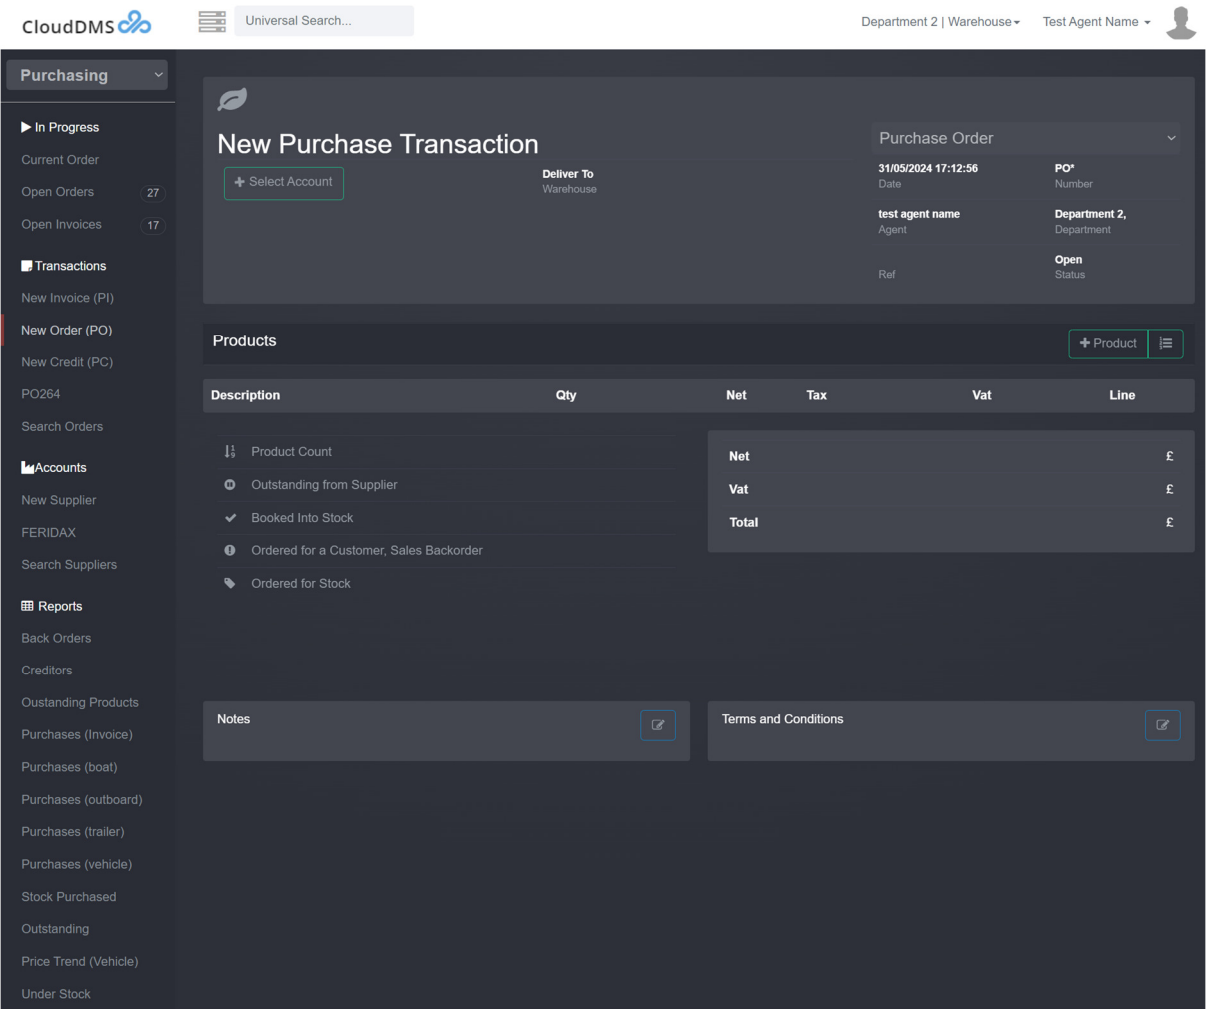 CloudDMS
Universal Search...
Department 2 | Warehouse
Test Agent Name
Purchasing
In Progress
Current Order
Open Orders 27
Open Invoices 17
Transactions
New Invoice (PI)
New Order (PO)
New Credit (PC)
PO264
Search Orders
Accounts
New Supplier
FERIDAX
Search Suppliers
Reports
Back Orders
Creditors
Oustanding Products
Purchases (Invoice)
Purchases (boat)
Purchases (outboard)
Purchases (trailer)
Purchases (vehicle)
Stock Purchased
Outstanding
Price Trend (Vehicle)
Under Stock
New Purchase Transaction
+ Select Account
Deliver To
Warehouse
Purchase Order
31/05/2024 17:12:56 PO*
Date Number
test agent name Department 2,
Agent Department
Open
Ref Status
Products
+ Product
Description Qty Net Tax Vat Line
Product Count
Outstanding from Supplier
Booked Into Stock
Ordered for a Customer, Sales Backorder
Ordered for Stock
Net £
Vat £
Total £
Notes
Terms and Conditions